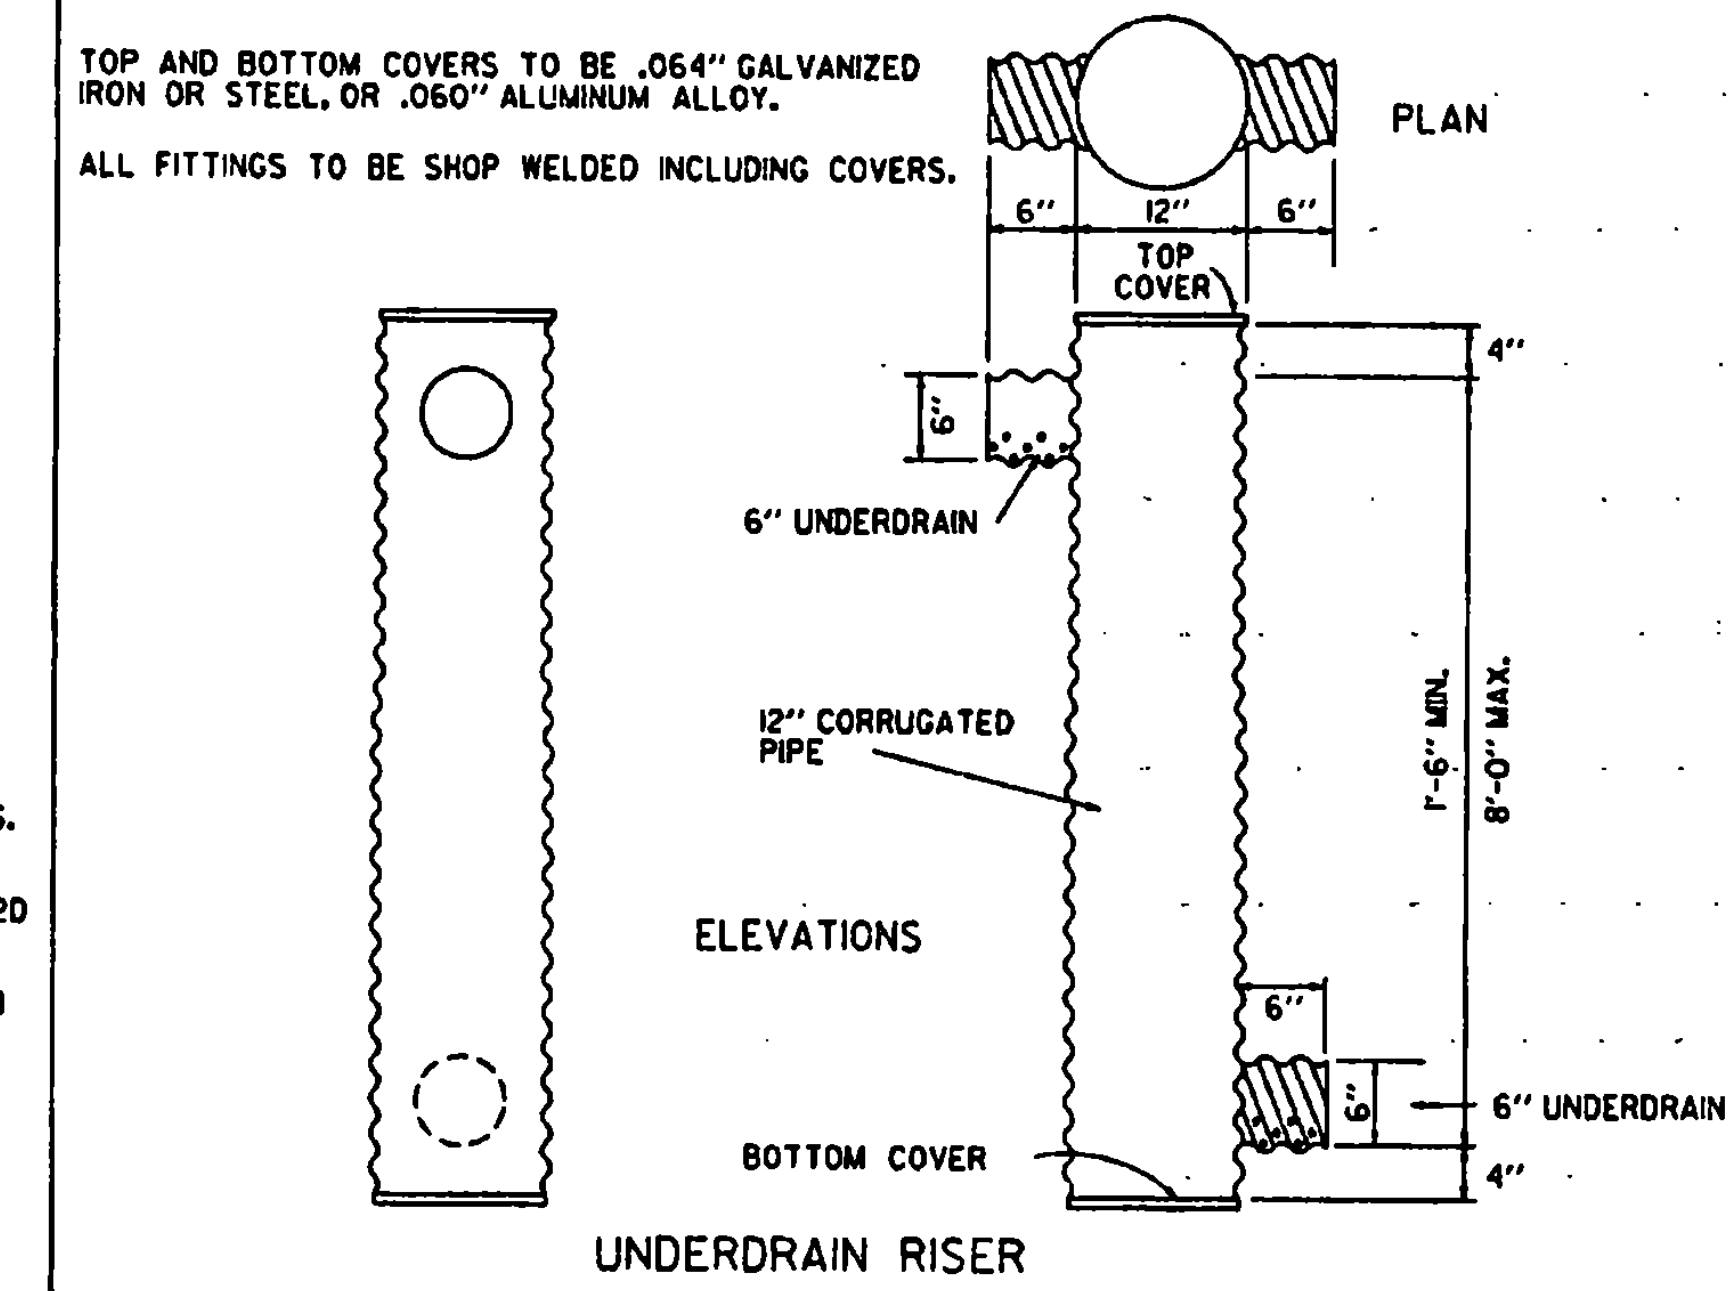 TOP AND BOTTOM COVERS TO BE .064" GALVANIZED
IRON OR STEEL, OR .060" ALUMINUM ALLOY.
ALL FITTINGS TO BE SHOP WELDED INCLUDING COVERS.
PLAN
6" 12" 6"
TOP
COVER
4"
6"
6" UNDERDRAIN
12" CORRUGATED
PIPE
1'-6" MIN.
8'-0" MAX.
ELEVATIONS
6"
6"
6" UNDERDRAIN
BOTTOM COVER
4"
UNDERDRAIN RISER